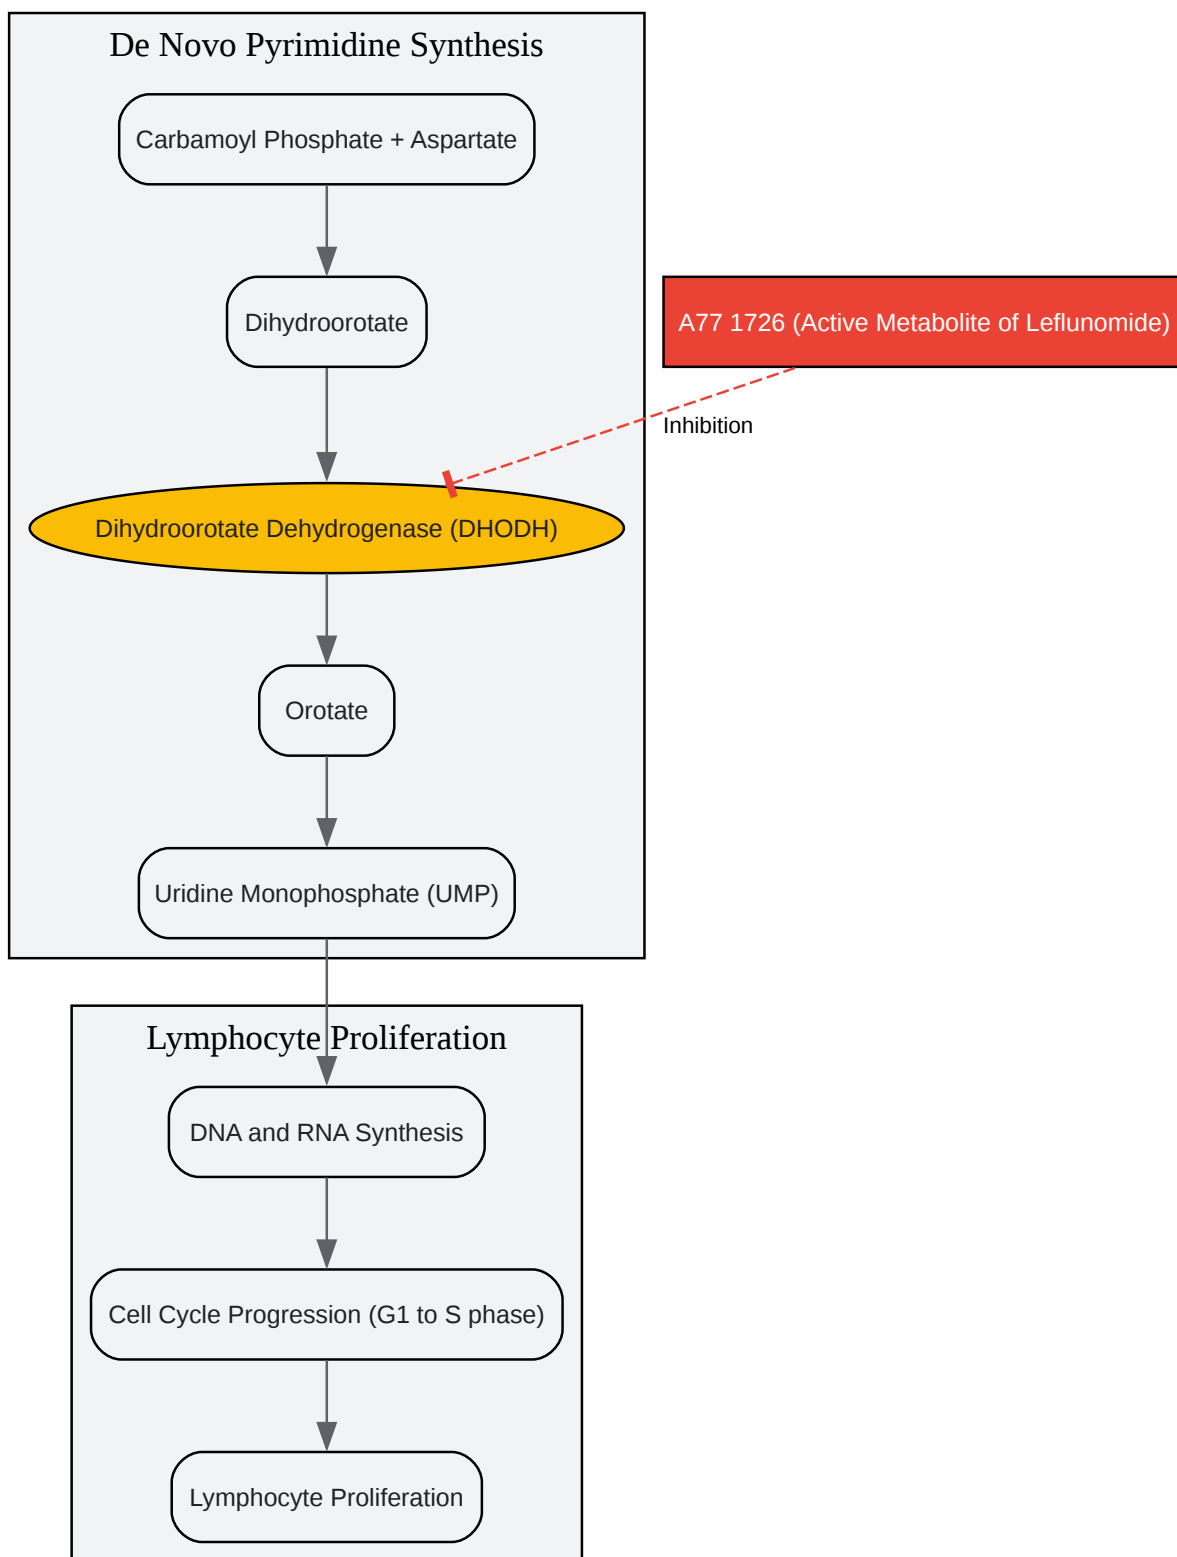 De Novo Pyrimidine Synthesis
Carbamoyl Phosphate + Aspartate
Dihydroorotate
A77 1726 (Active Metabolite of Leflunomide)
Inhibition
Dihydroorotate Dehydrogenase (DHODH)
Orotate
Uridine Monophosphate (UMP)
Lymphocyte Proliferation
DNA and RNA Synthesis
Cell Cycle Progression (G1 to S phase)
Lymphocyte Proliferation